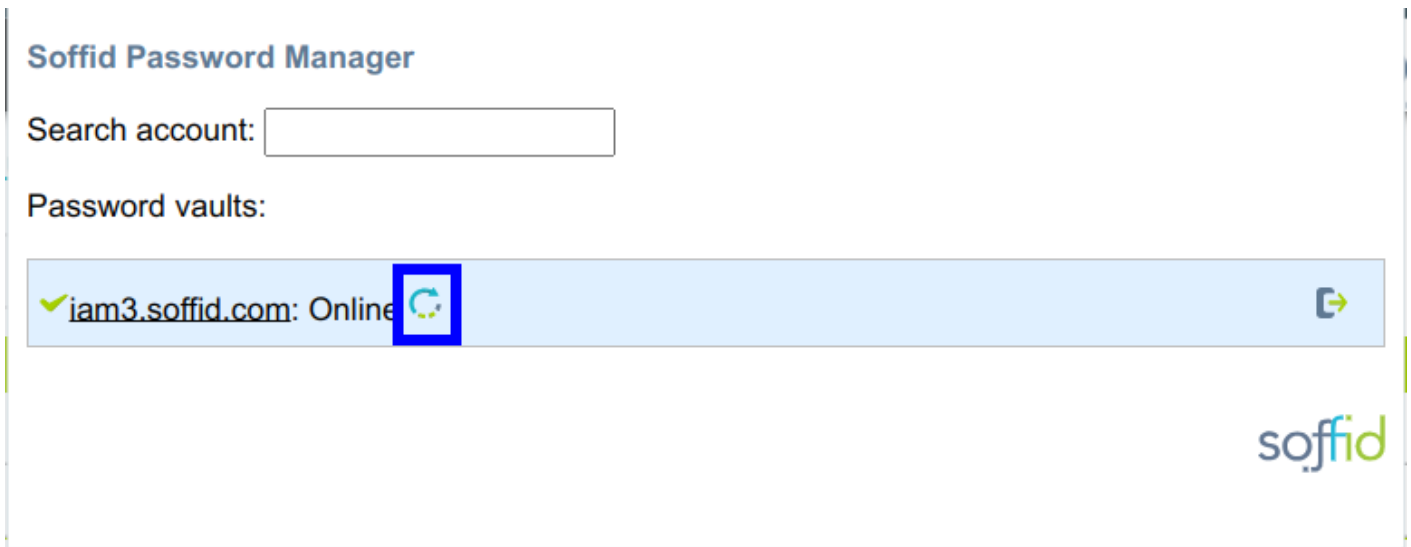 Soffid Password Manager
Search account:
Password vaults:
iam3.soffid.com: Online
soffid